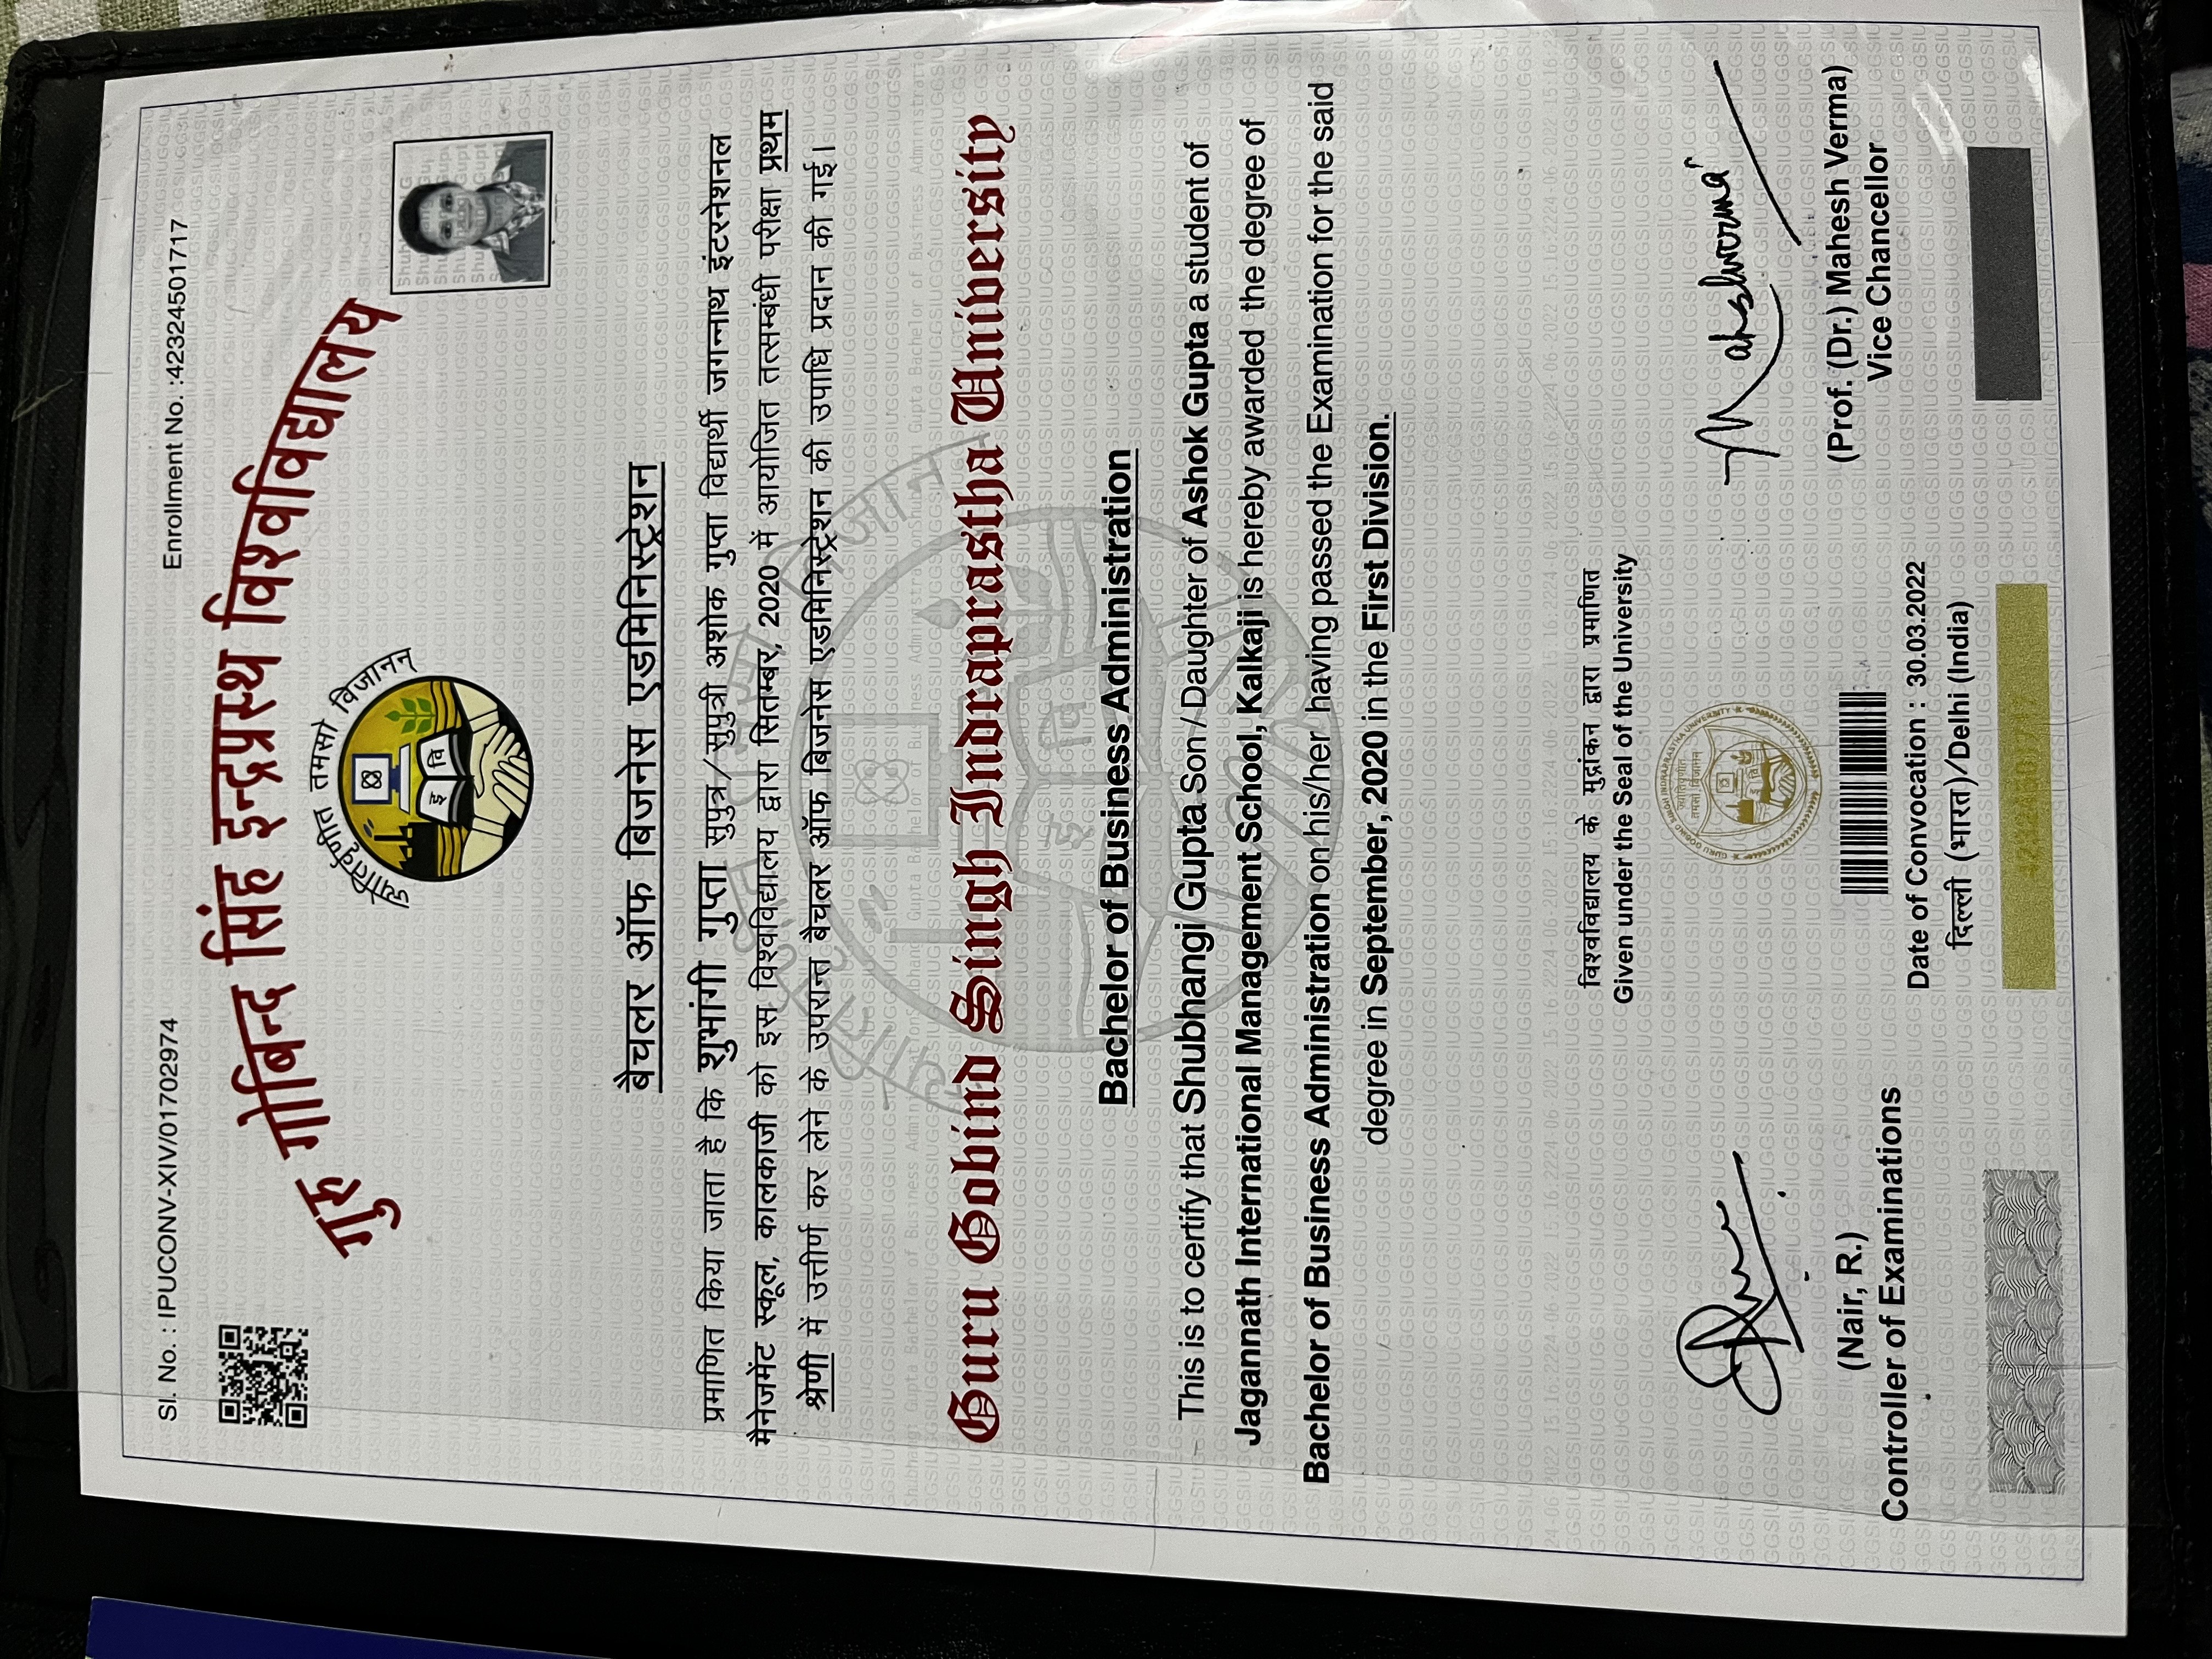 Sl. No. : IPUCONV-XIV/01702974
Enrollment No. :42324501717
गुरु गोबिन्द सिंह इन्द्रप्रस्थ विश्वविद्यालय
ज्योतिर्वृणीत तमसो विजानन्
इ वि
बैचलर ऑफ बिजनेस एडमिनिस्ट्रेशन
प्रमाणित किया जाता है कि शुभांगी गुप्ता सुपुत्र/सुपुत्री अशोक गुप्ता विद्यार्थी जगन्नाथ इंटरनेशनल
मैनेजमेंट स्कूल, कालकाजी को इस विश्वविद्यालय द्वारा सितम्बर, 2020 में आयोजित तत्सम्बंधी परीक्षा प्रथम
श्रेणी में उत्तीर्ण कर लेने के उपरान्त बैचलर ऑफ बिजनेस एडमिनिस्ट्रेशन की उपाधि प्रदान की गई।
Guru Gobind Singh Indraprastha University
Bachelor of Business Administration
This is to certify that Shubhangi Gupta Son/Daughter of Ashok Gupta a student of
Jagannath International Management School, Kalkaji is hereby awarded the degree of
Bachelor of Business Administration on his/her having passed the Examination for the said
degree in September, 2020 in the First Division.
विश्वविद्यालय के मुद्रांकन द्वारा प्रमाणित
Given under the Seal of the University
GURU GOBIND SINGH INDRAPRASTHA UNIVERSITY
Mahshvarma
(Nair, R.)
Controller of Examinations
(Prof. (Dr.) Mahesh Verma)
Vice Chancellor
Date of Convocation : 30.03.2022
दिल्ली (भारत)/Delhi (India)